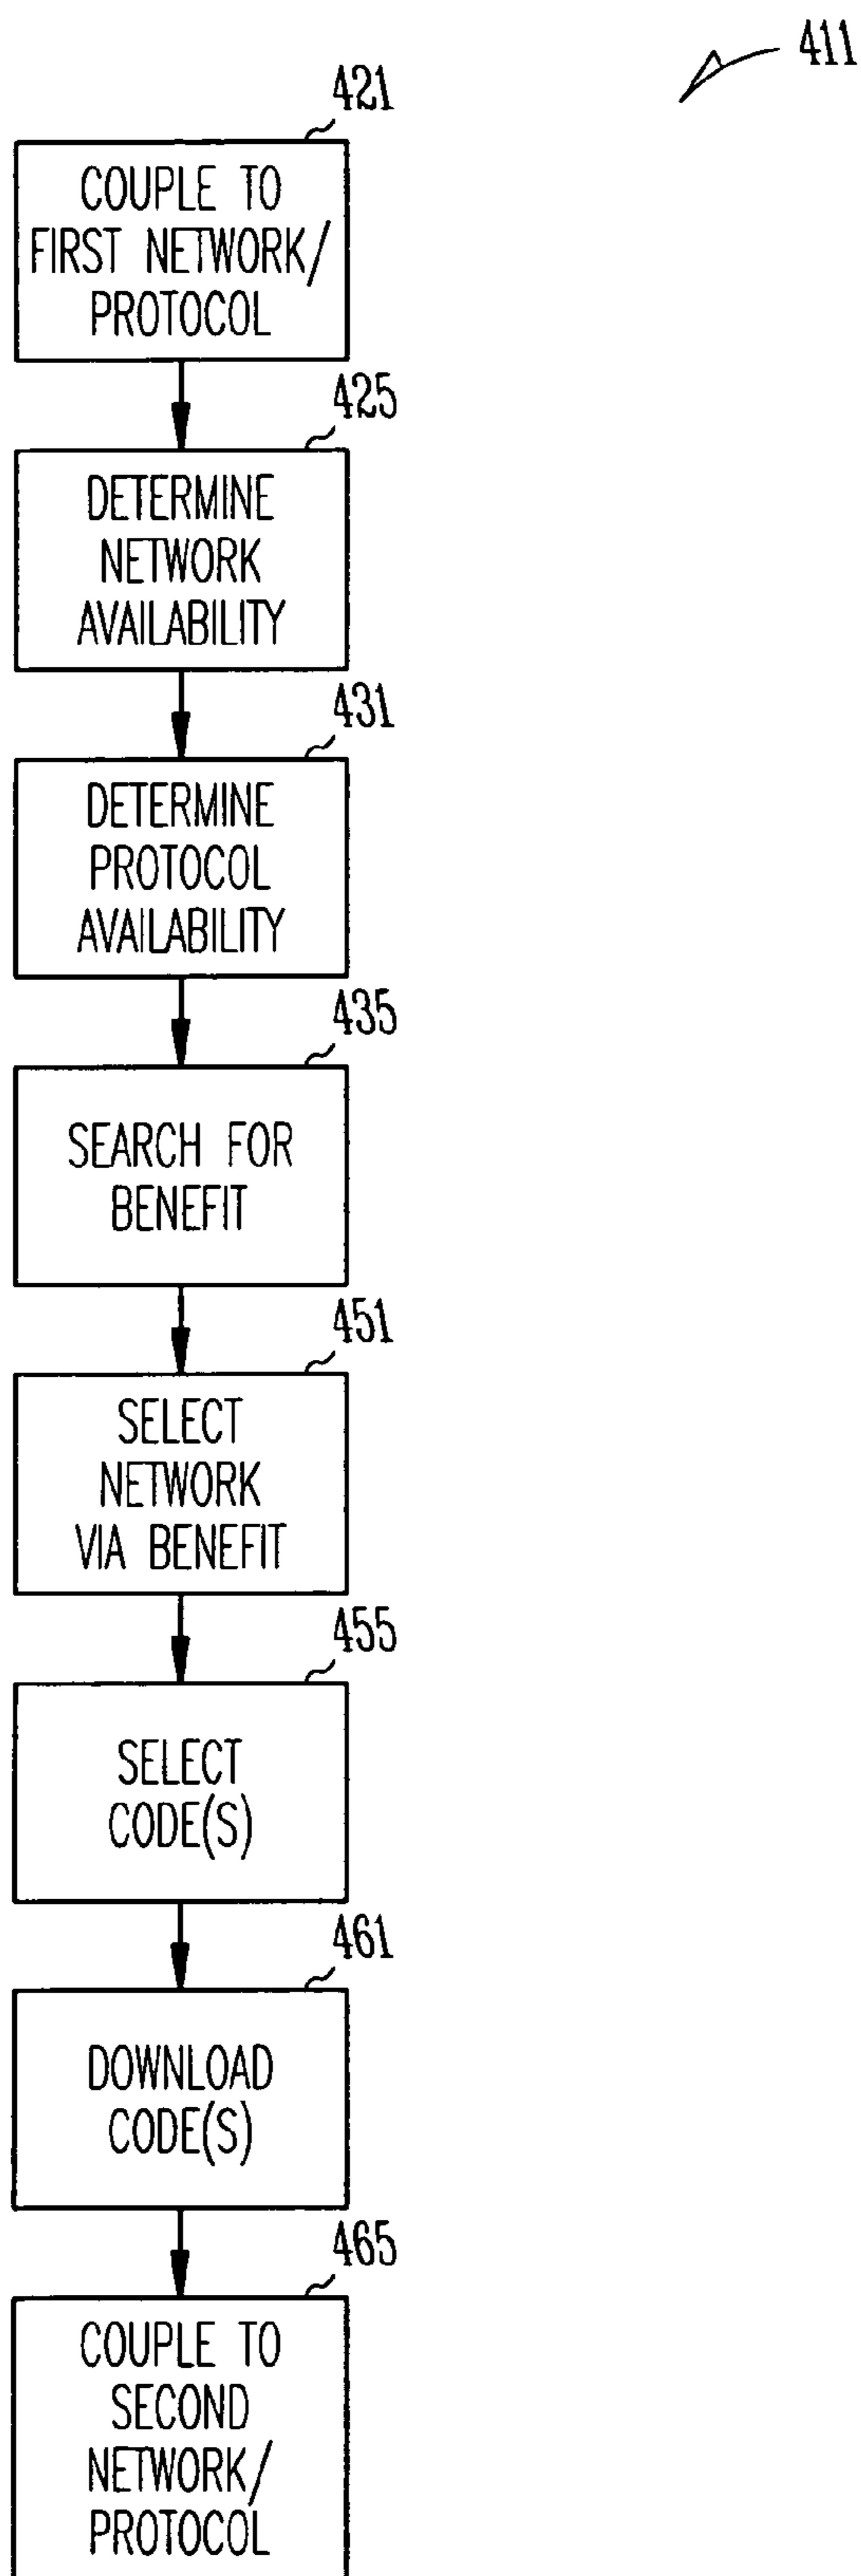 411
421
COUPLE TO
FIRST NETWORK/
PROTOCOL
425
DETERMINE
NETWORK
AVAILABILITY
431
DETERMINE
PROTOCOL
AVAILABILITY
435
SEARCH FOR
BENEFIT
451
SELECT
NETWORK
VIA BENEFIT
455
SELECT
CODE(S)
461
DOWNLOAD
CODE(S)
465
COUPLE TO
SECOND
NETWORK/
PROTOCOL